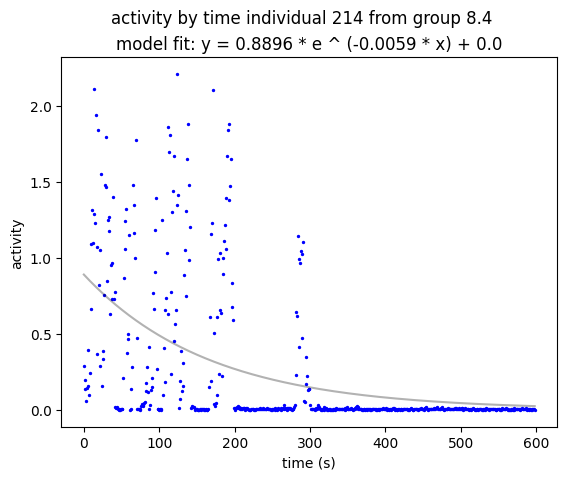 activity by time individual 214 from group 8.4
model fit: y = 0.8896 * e ^ (-0.0059 * x) + 0.0
2.0
1.5
1.0
0.5
0.0
activity
0 100 200 300 400 500 600
time (s)